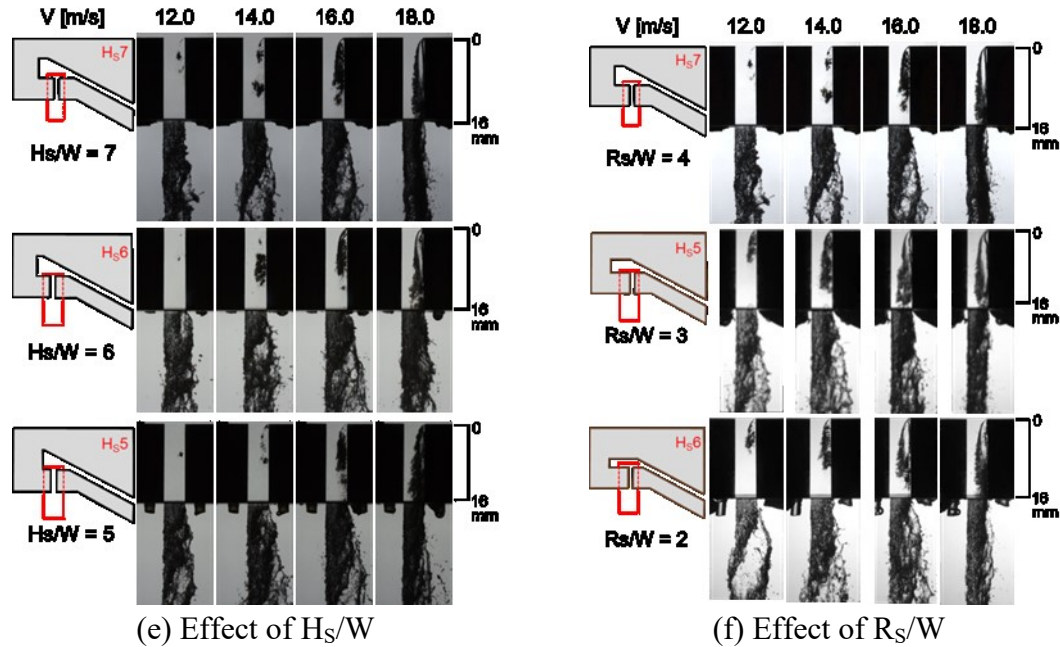 V [m/s] 12.0 14.0 16.0 18.0
HS7
0
16
mm
Hs/W = 7
HS6
0
16
mm
Hs/W = 6
HS5
0
16
mm
Hs/W = 5
(e) Effect of HS/W
V [m/s] 12.0 14.0 16.0 18.0
HS7
0
16
mm
Rs/W = 4
HS5
0
16
mm
Rs/W = 3
HS6
0
16
mm
Rs/W = 2
(f) Effect of RS/W